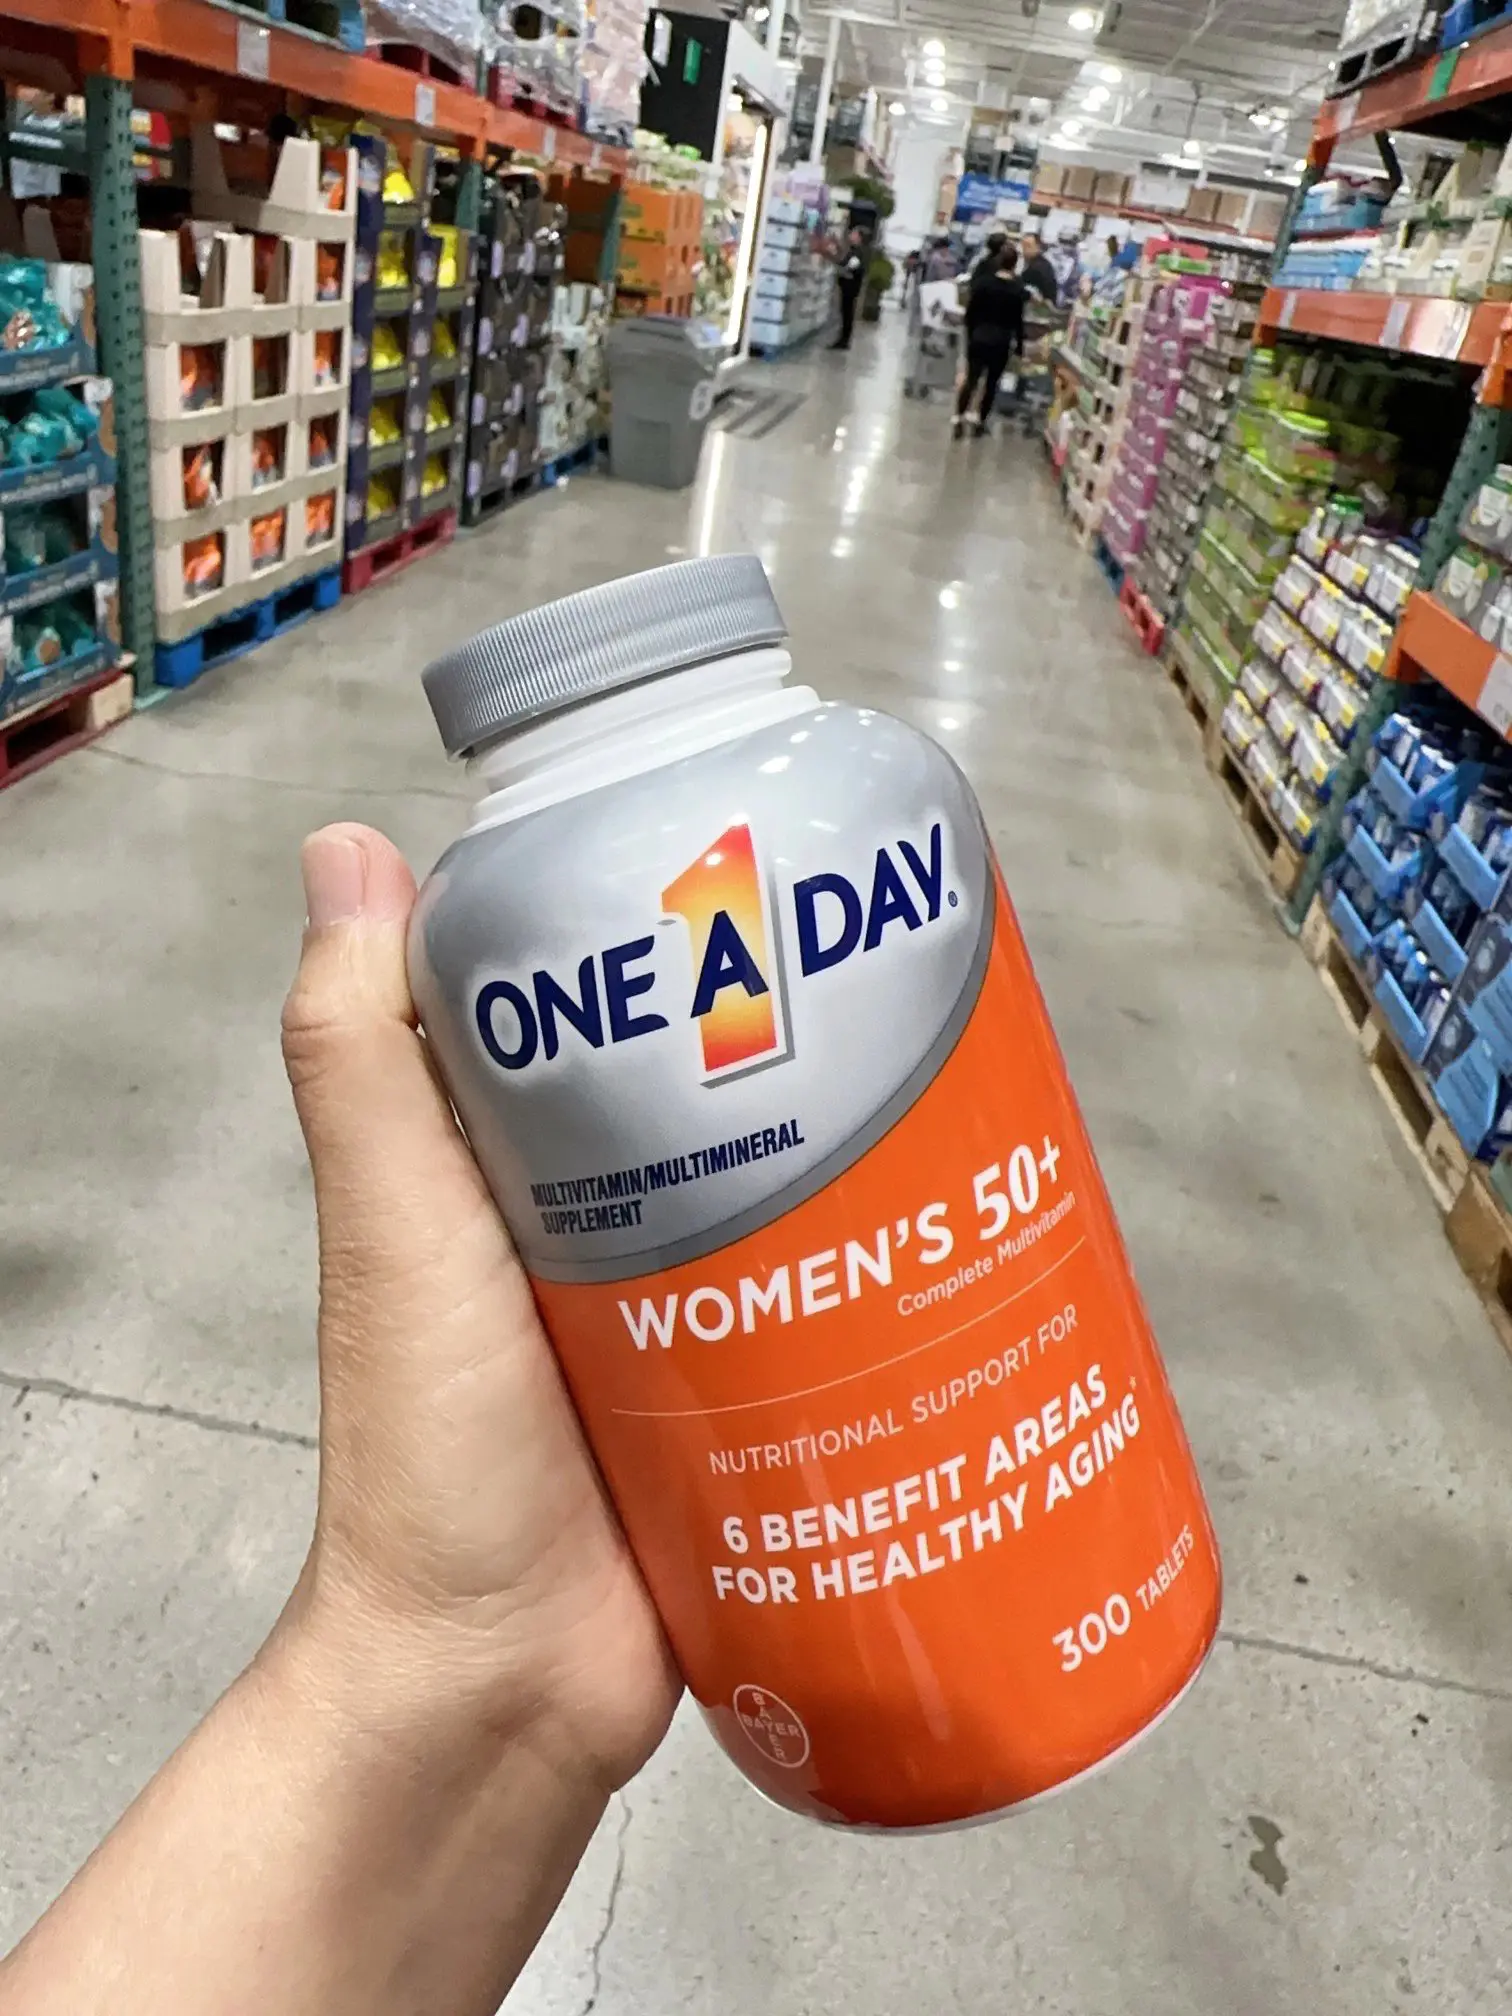 ONE A DAY®
MULTIVITAMIN/MULTIMINERAL
SUPPLEMENT
WOMEN'S 50+
Complete Multivitamin
NUTRITIONAL SUPPORT FOR
6 BENEFIT AREAS
FOR HEALTHY AGING*
300 TABLETS
BAYER
BAYER